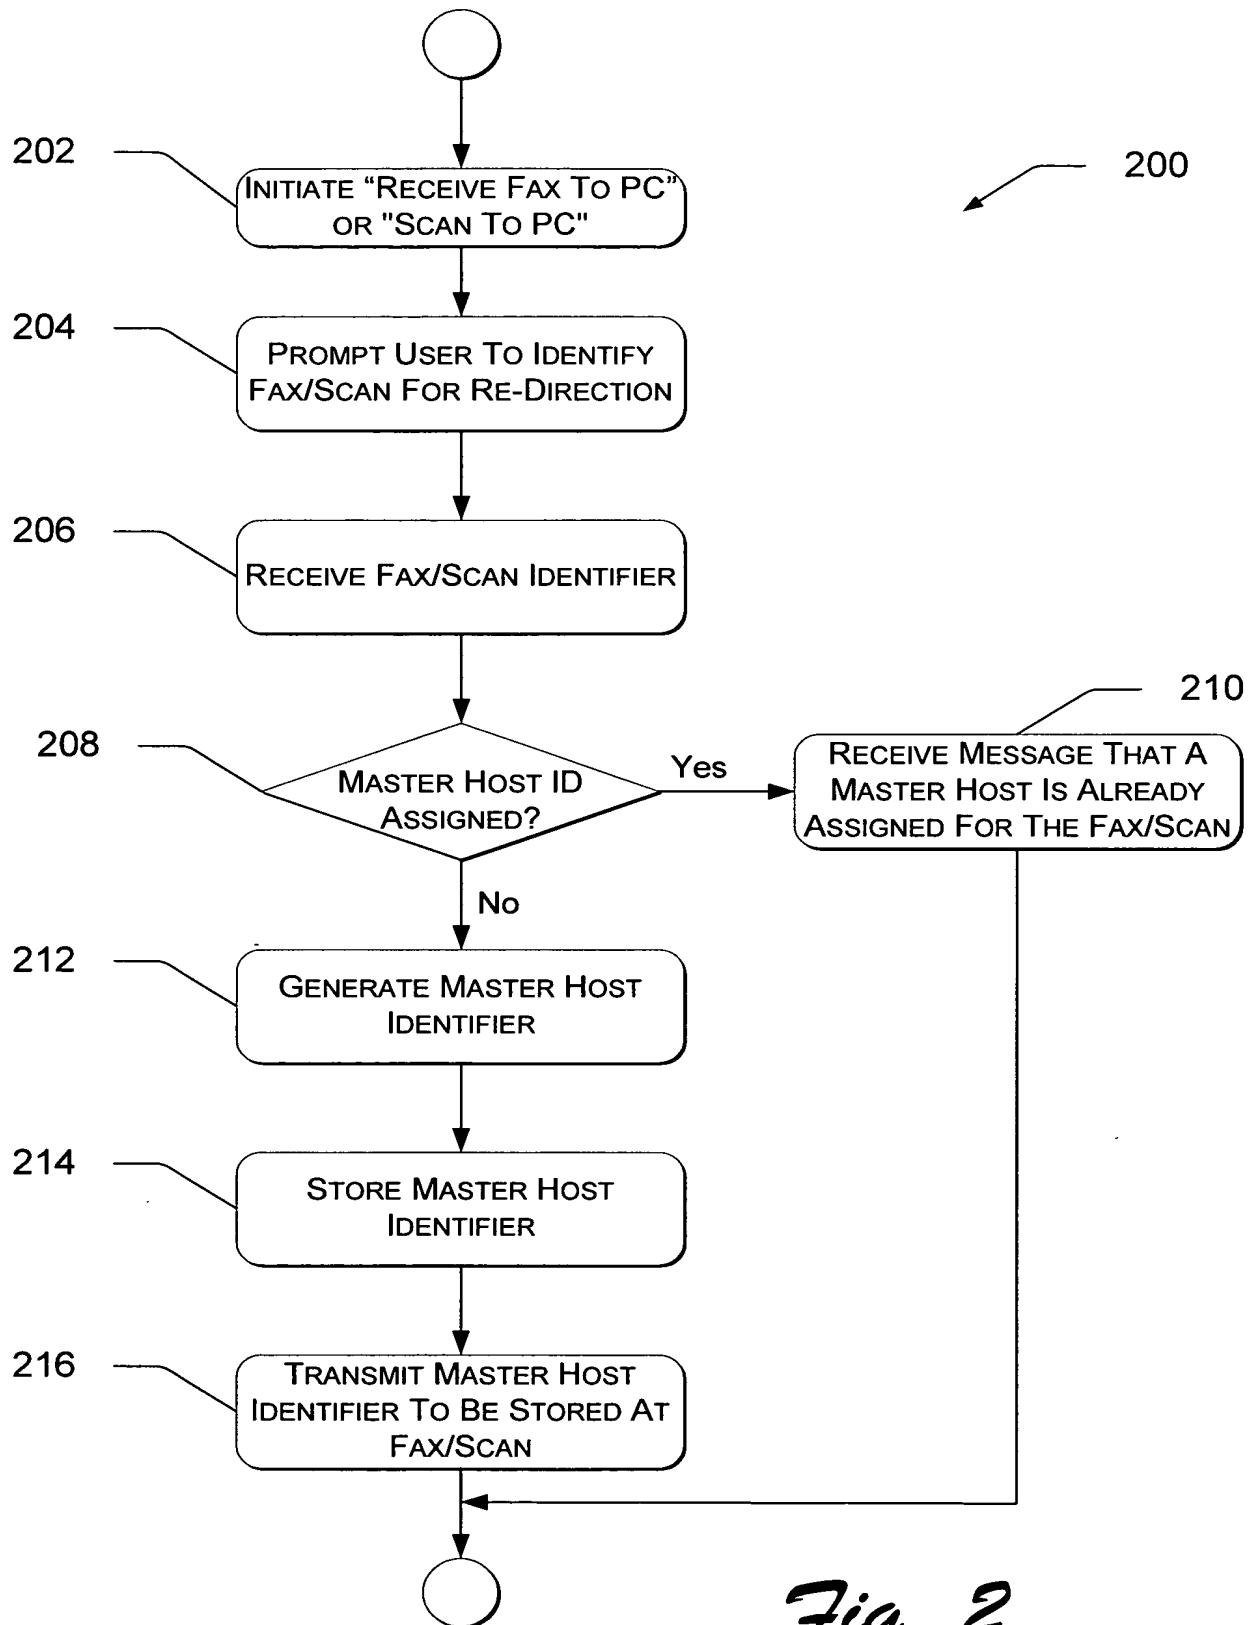 202
INITIATE “RECEIVE FAX TO PC”
OR "SCAN TO PC"
200
204
PROMPT USER TO IDENTIFY
FAX/SCAN FOR RE-DIRECTION
206
RECEIVE FAX/SCAN IDENTIFIER
208
MASTER HOST ID
ASSIGNED?
Yes
210
RECEIVE MESSAGE THAT A
MASTER HOST IS ALREADY
ASSIGNED FOR THE FAX/SCAN
No
212
GENERATE MASTER HOST
IDENTIFIER
214
STORE MASTER HOST
IDENTIFIER
216
TRANSMIT MASTER HOST
IDENTIFIER TO BE STORED AT
FAX/SCAN
Fig. 2